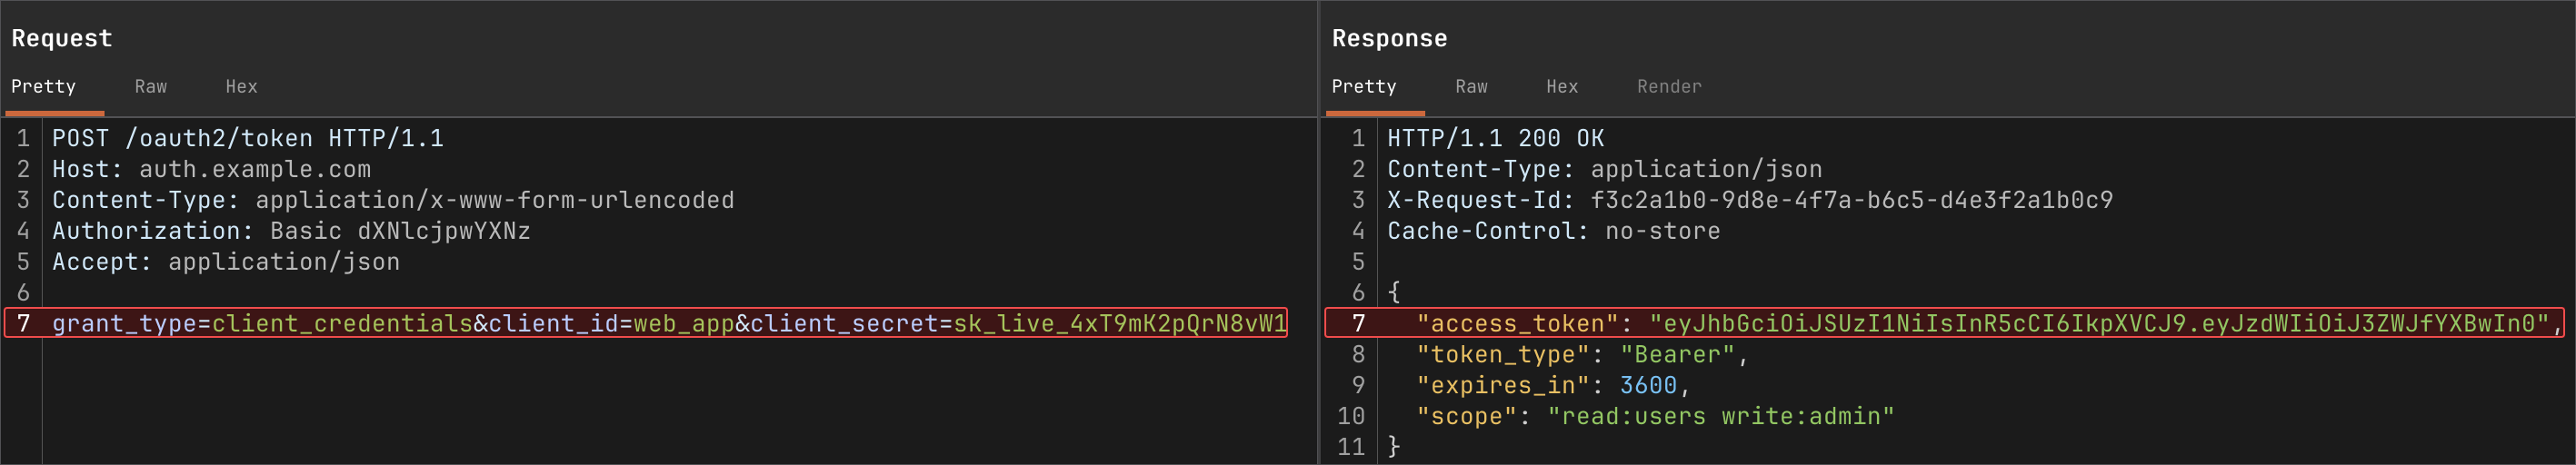 Request
Pretty Raw Hex
1 POST /oauth2/token HTTP/1.1
2 Host: auth.example.com
3 Content-Type: application/x-www-form-urlencoded
4 Authorization: Basic dXNlcjpwYXNz
5 Accept: application/json
6
7 grant_type=client_credentials&client_id=web_app&client_secret=sk_live_4xT9mK2pQrN8vW1
Response
Pretty Raw Hex Render
1 HTTP/1.1 200 OK
2 Content-Type: application/json
3 X-Request-Id: f3c2a1b0-9d8e-4f7a-b6c5-d4e3f2a1b0c9
4 Cache-Control: no-store
5
6 {
7 "access_token": "eyJhbGciOiJSUzI1NiIsInR5cCI6IkpXVCJ9.eyJzdWIiOiJ3ZWJfYXBwIn0",
8 "token_type": "Bearer",
9 "expires_in": 3600,
10 "scope": "read:users write:admin"
11 }